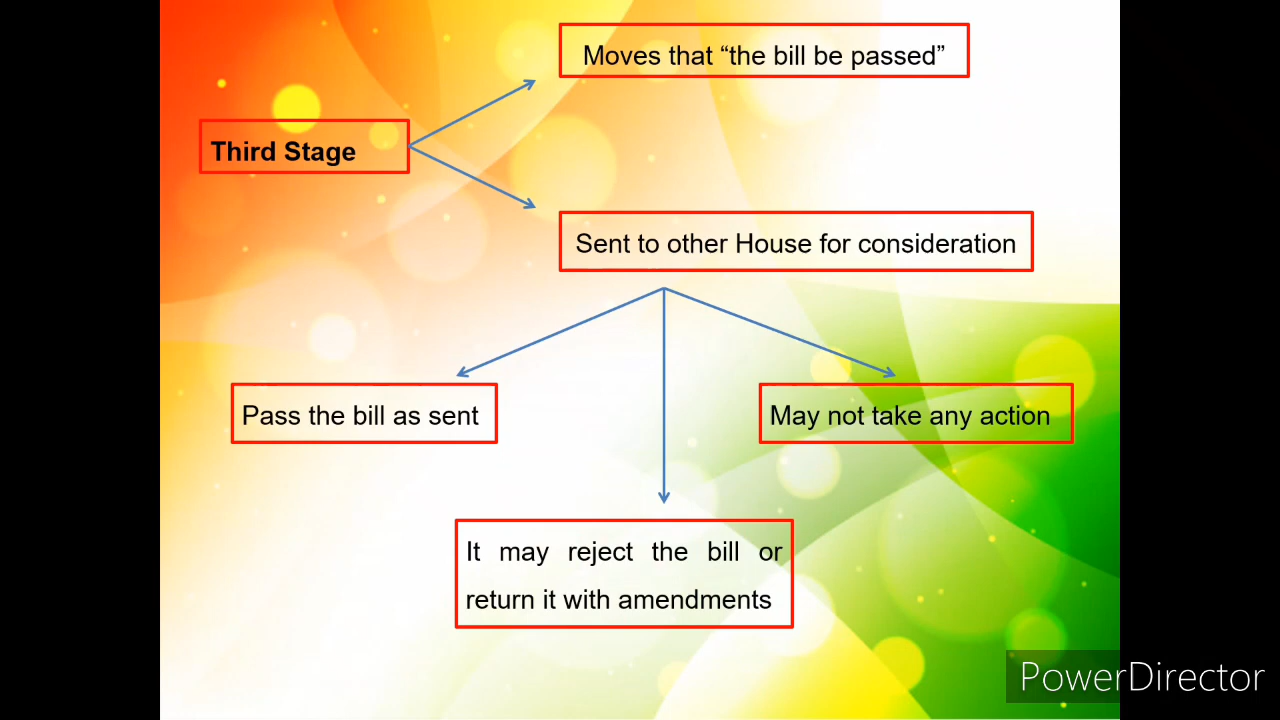 Moves that “the bill be passed”
Third Stage
Sent to other House for consideration
Pass the bill as sent
May not take any action
It may reject the bill or
return it with amendments
PowerDirector